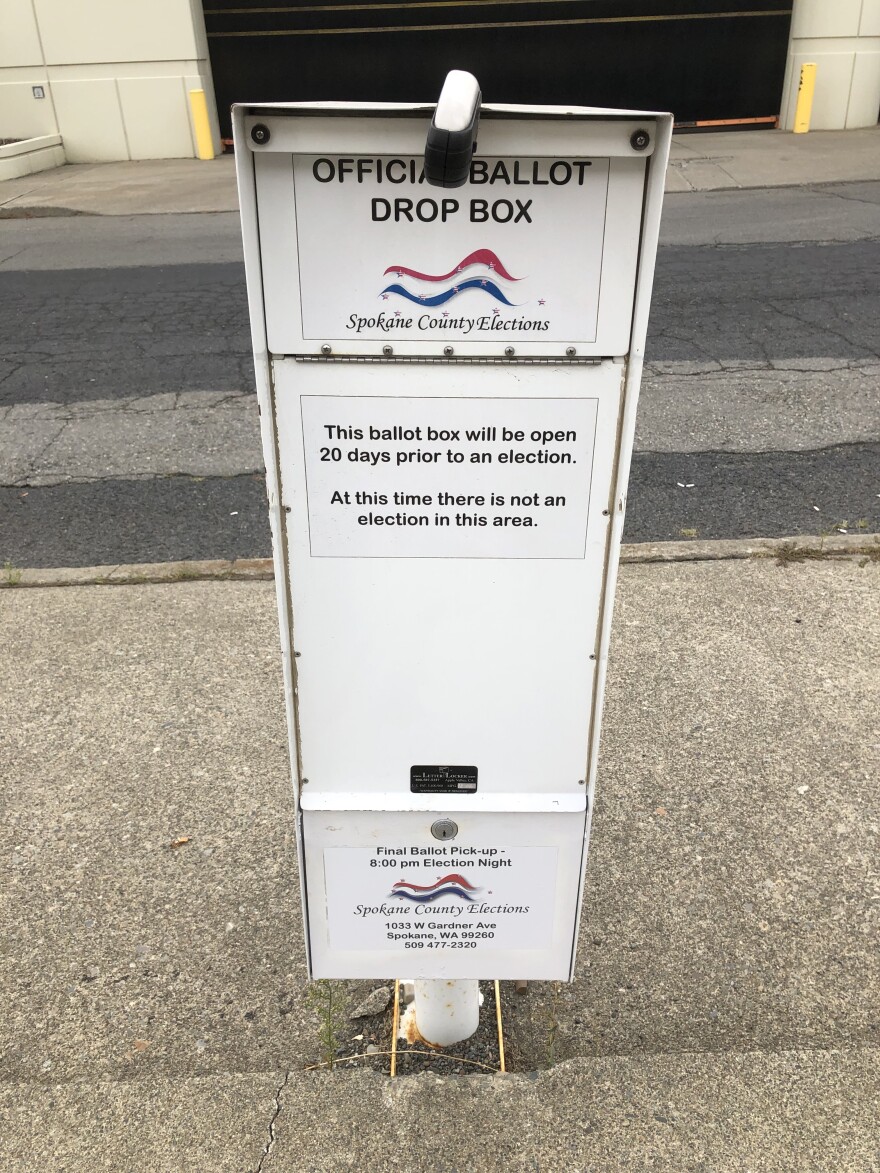 OFFICIAL BALLOT
DROP BOX
Spokane County Elections
This ballot box will be open
20 days prior to an election.
At this time there is not an
election in this area.
LETTER LOCKER
Final Ballot Pick-up -
8:00 pm Election Night
Spokane County Elections
1033 W Gardner Ave
Spokane, WA 99260
509 477-2320